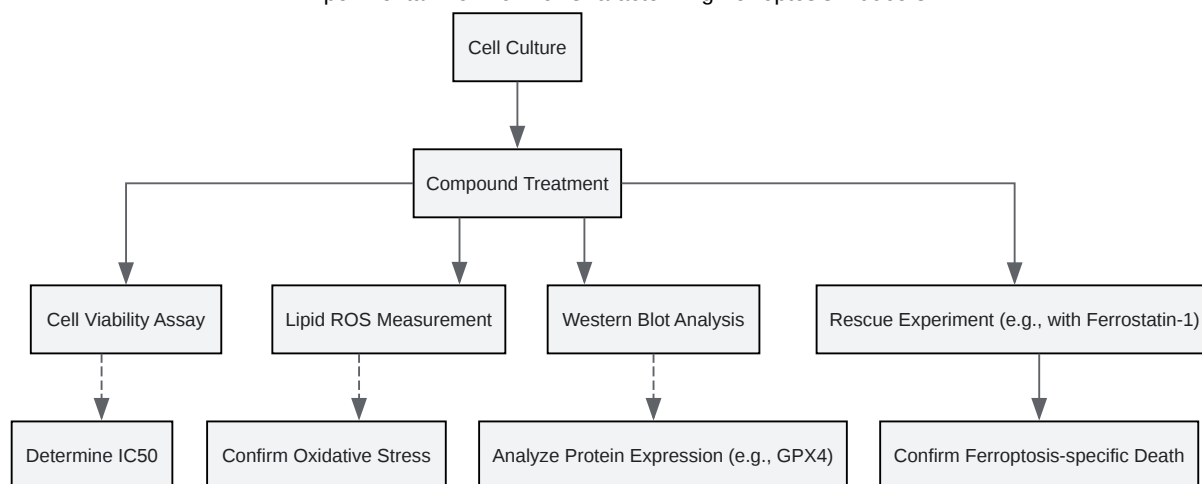 Cell Culture
Compound Treatment
Cell Viability Assay
Lipid ROS Measurement
Western Blot Analysis
Rescue Experiment (e.g., with Ferrostatin-1)
Determine IC50
Confirm Oxidative Stress
Analyze Protein Expression (e.g., GPX4)
Confirm Ferroptosis-specific Death